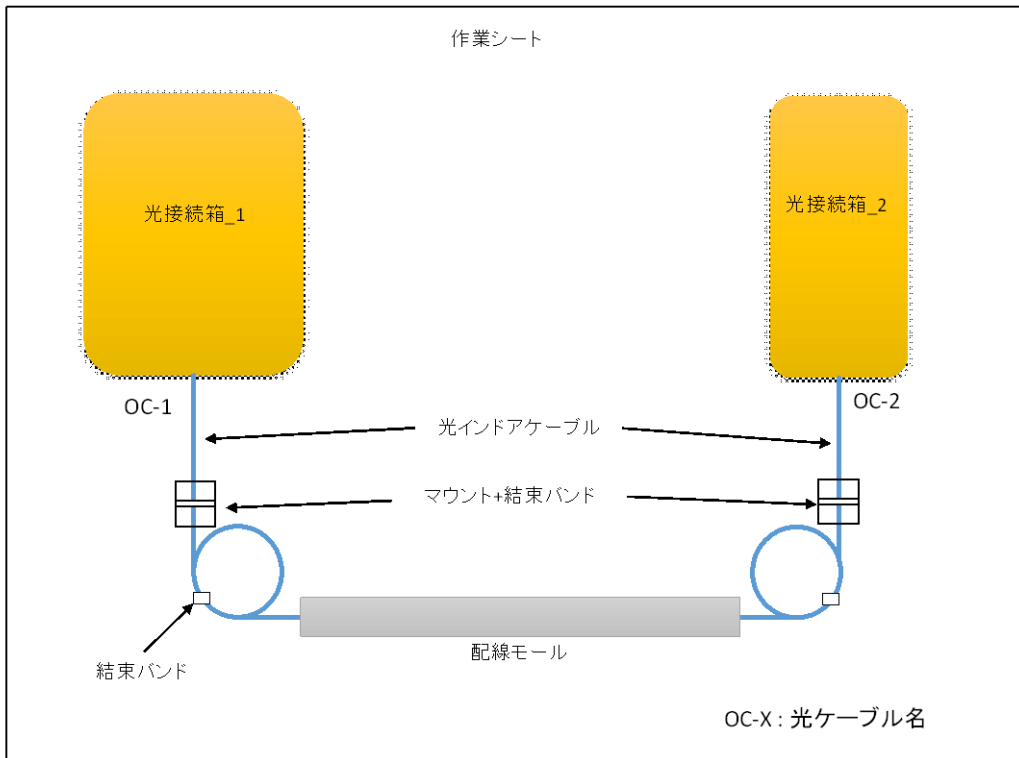 作業シート
光接続箱_1
光接続箱_2
OC-1
OC-2
光インドアケーブル
マウント+結束バンド
配線モール
結束バンド
OC-X : 光ケーブル名